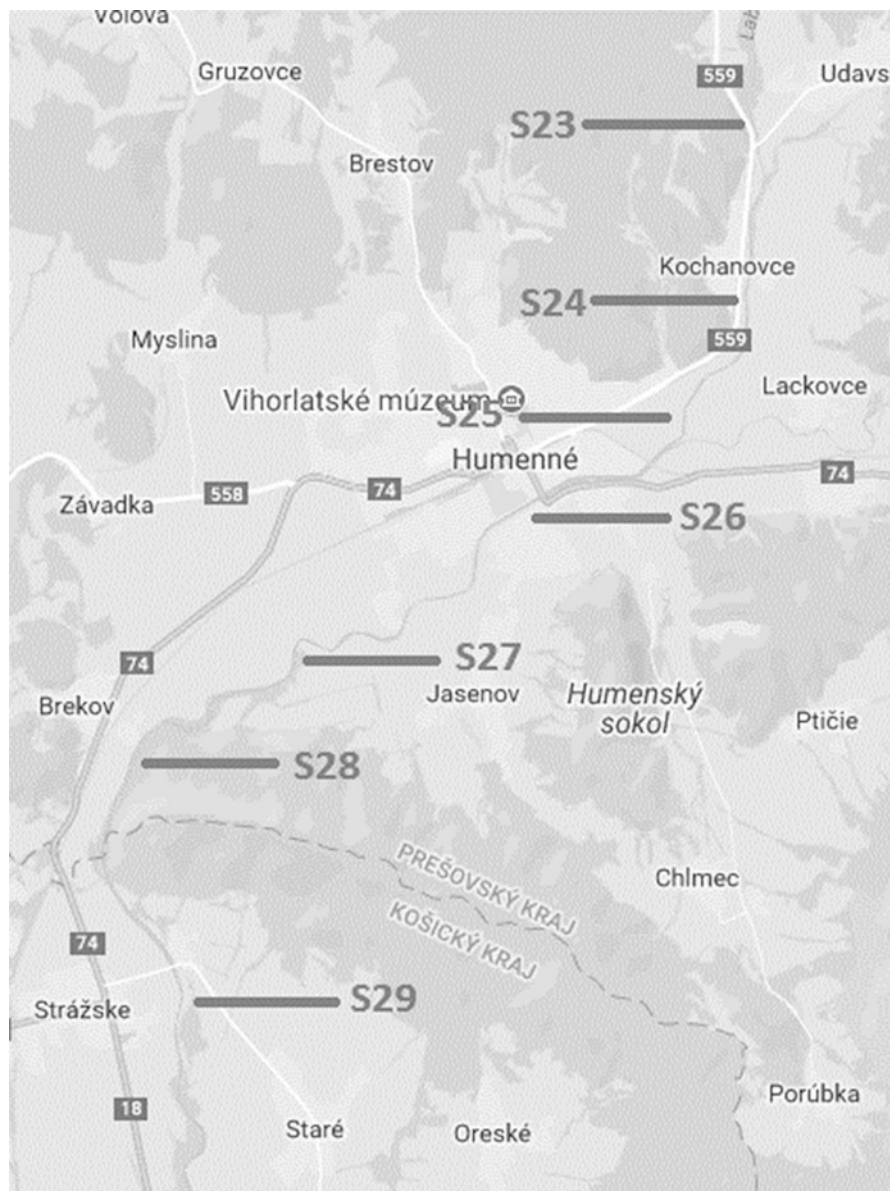 Volova
Lab
Gruzovce
559
Udavs
S23
Brestov
Kochanovce
S24
Myslina
559
Lackovce
Vihorlatské múzeum
S25
Humenné
74
74
558
Závadka
S26
S27
74
Jasenov
Humenský
sokol
Brekov
Ptičie
S28
PREŠOVSKÝ KRAJ
Chlmec
KOŠICKÝ KRAJ
74
S29
Strážske
Porúbka
18
Staré
Oreské